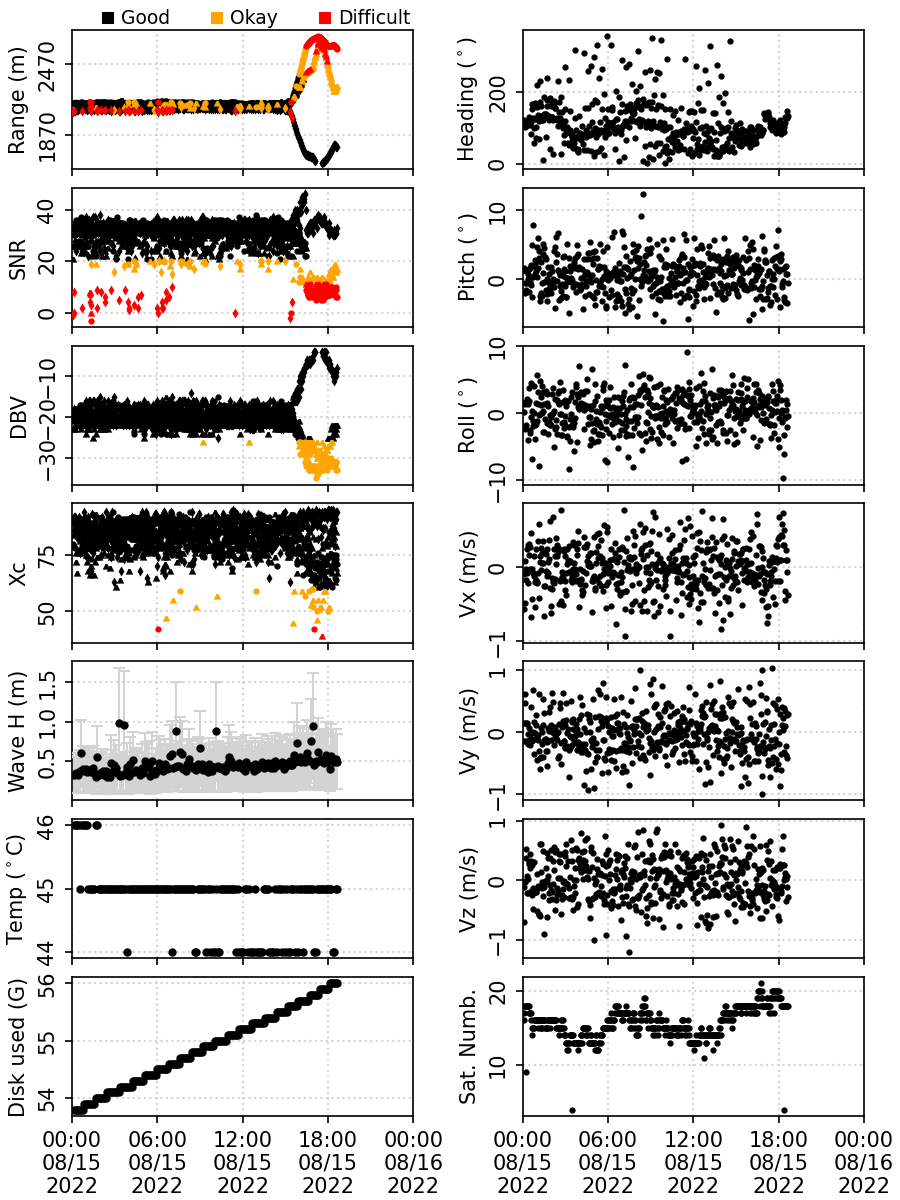 Good Okay Difficult
Range (m)
2470
1870
Heading (°)
200
0
SNR
40
20
0
Pitch (°)
10
0
DBV
−10
−20
−30
Roll (°)
10
0
−10
Xc
75
50
Vx (m/s)
0
−1
Wave H (m)
1.5
1.0
0.5
Vy (m/s)
1
0
−1
Temp (°C)
46
45
44
Vz (m/s)
1
0
−1
Disk used (G)
56
55
54
Sat. Numb.
20
10
00:00 06:00 12:00 18:00 00:00
08/15 08/15 08/15 08/15 08/16
2022 2022 2022 2022 2022
00:00 06:00 12:00 18:00 00:00
08/15 08/15 08/15 08/15 08/16
2022 2022 2022 2022 2022